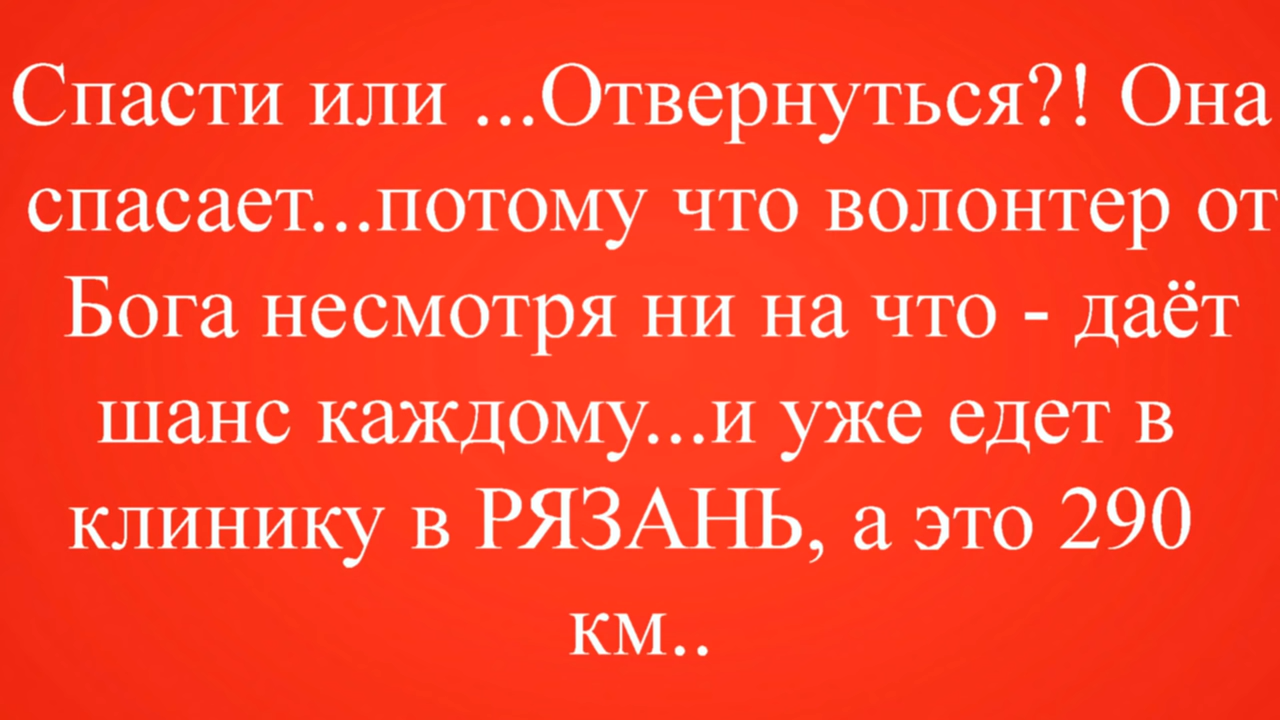 Спасти или ...Отвернуться?! Она
спасает...потому что волонтер от
Бога несмотря ни на что - даёт
шанс каждому...и уже едет в
клинику в РЯЗАНЬ, а это 290
км..